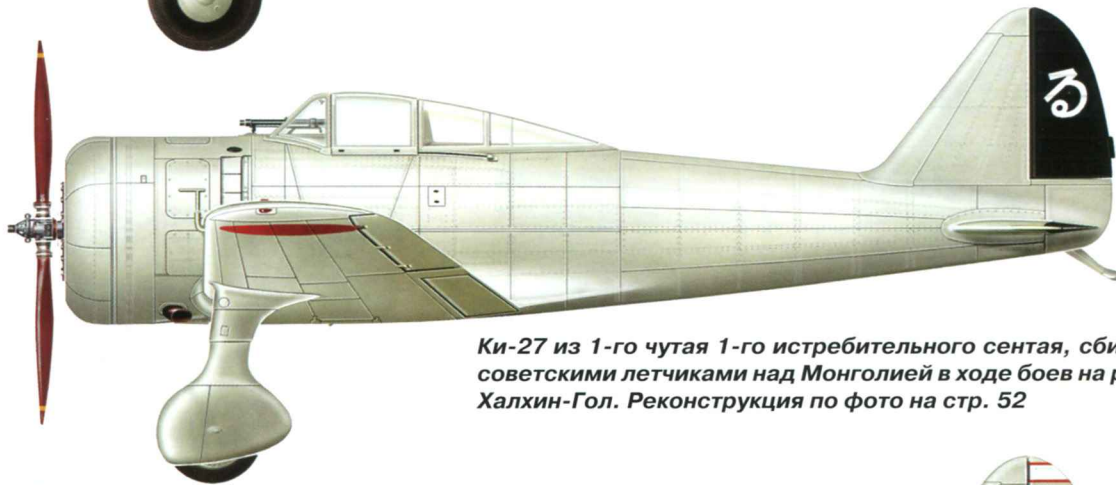 る
Ки-27 из 1-го чутая 1-го истребительного сентая, сби
советскими летчиками над Монголией в ходе боев на р
Халхин-Гол. Реконструкция по фото на стр. 52